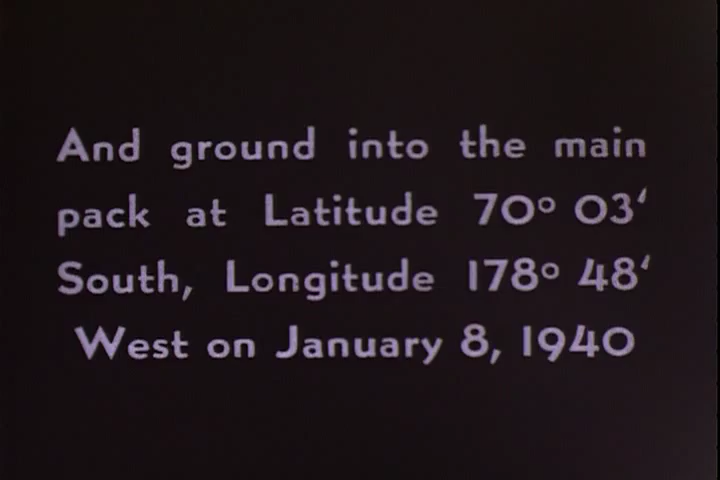 And ground into the main
pack at Latitude 70° 03′
South, Longitude 178° 48′
West on January 8, 1940